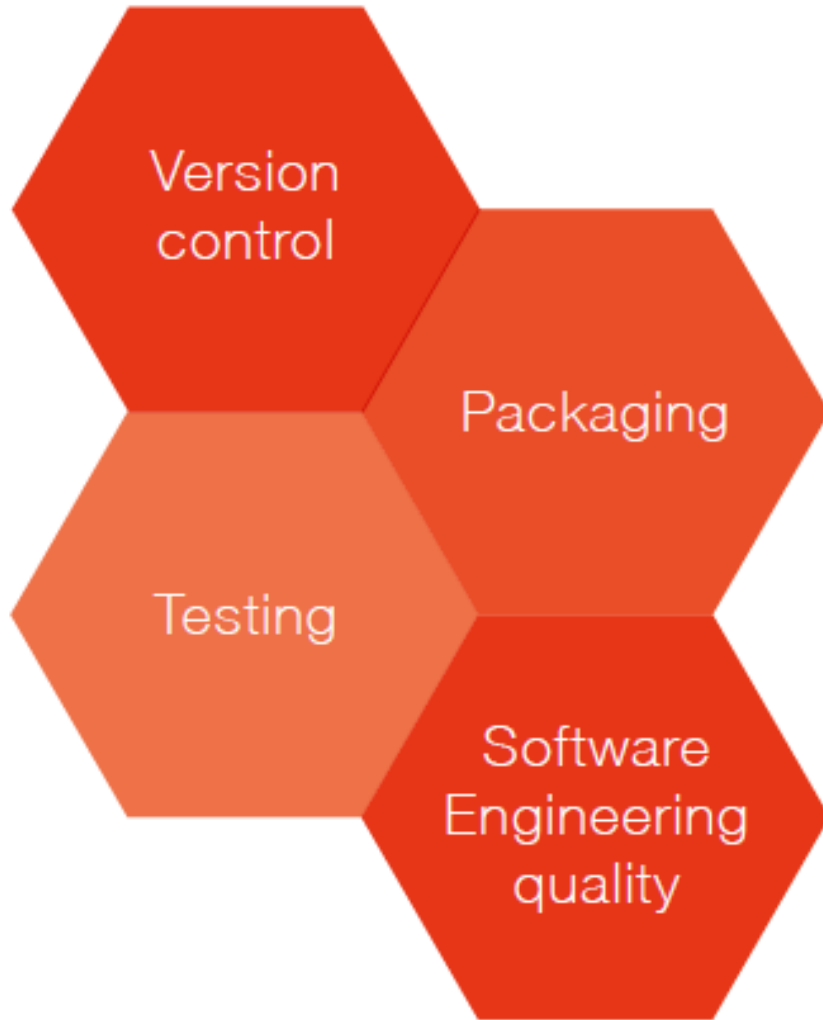 Version
control
Packaging
Testing
Software
Engineering
quality